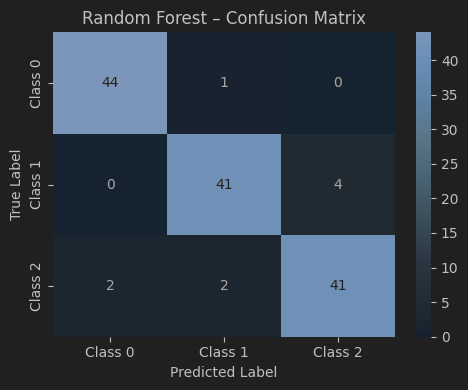 Random Forest – Confusion Matrix
True Label
Class 0
44 1 0
Class 1
0 41 4
Class 2
2 2 41
Class 0 Class 1 Class 2
Predicted Label
40
35
30
25
20
15
10
5
0